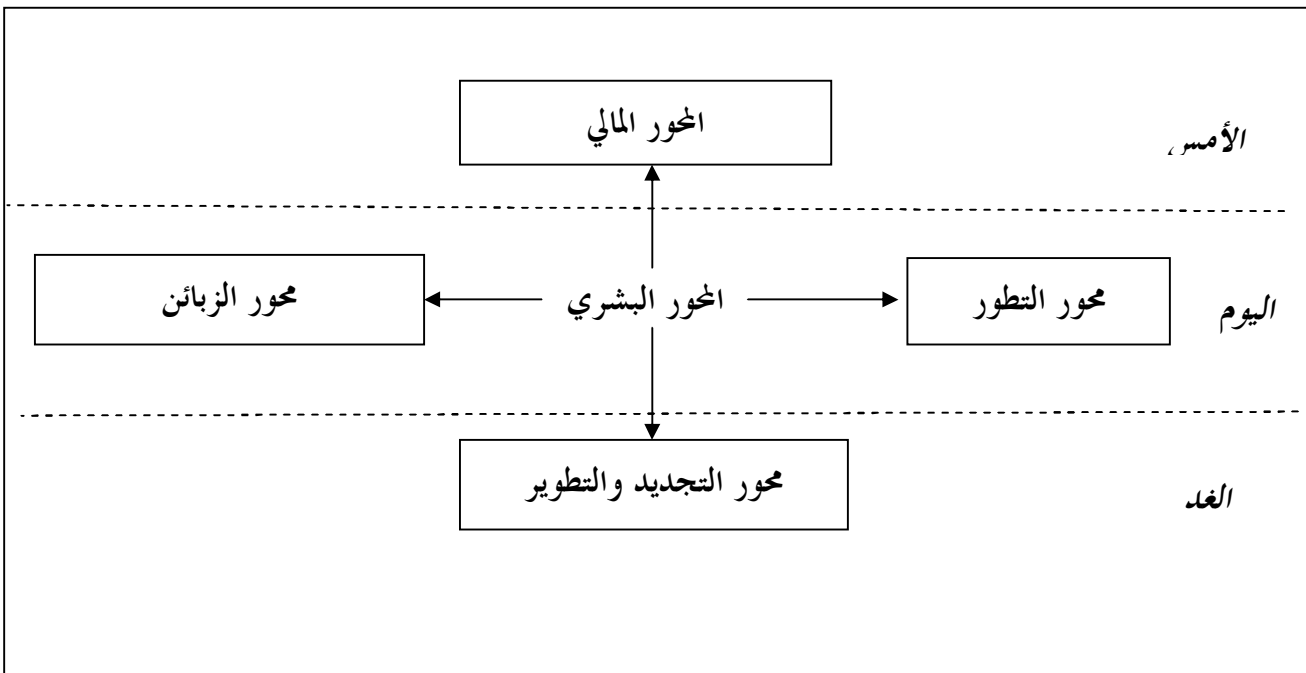 المحور المالي
الأمس
محور التطور
المحور البشري
محور الزبائن
اليوم
محور التجديد والتطوير
الغد